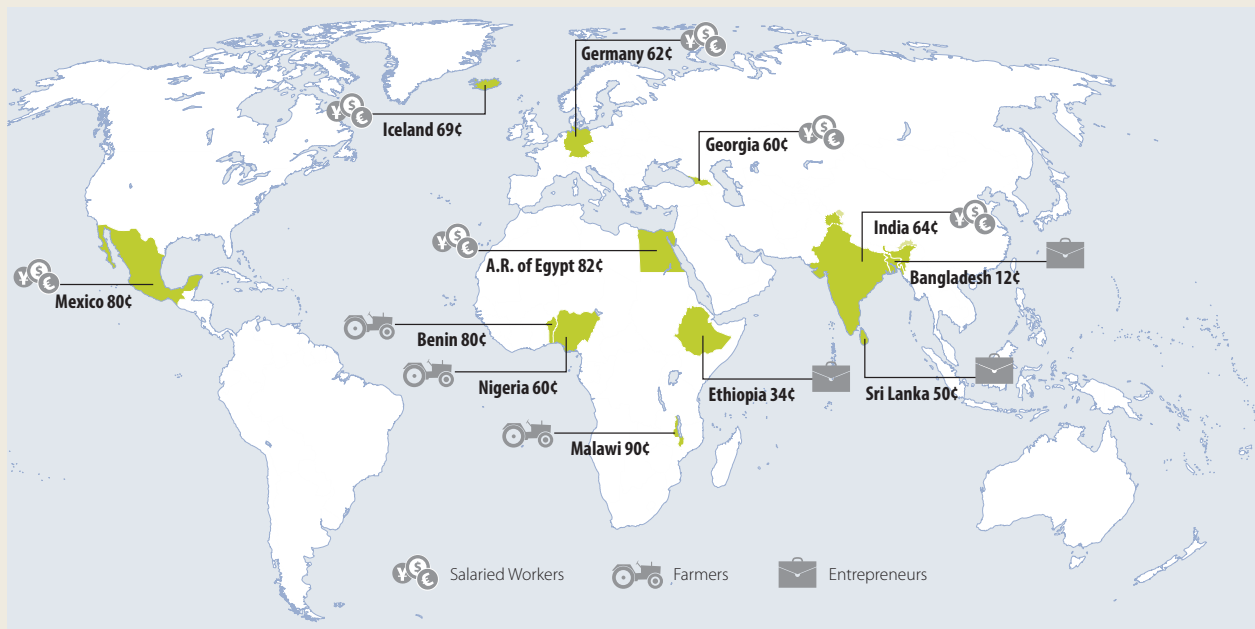 Germany 62¢
Iceland 69¢
Georgia 60¢
India 64¢
A.R. of Egypt 82¢
Bangladesh 12¢
Mexico 80¢
Benin 80¢
Nigeria 60¢
Ethiopia 34¢
Sri Lanka 50¢
Malawi 90¢
¥ $ € Salaried Workers
Farmers
Entrepreneurs